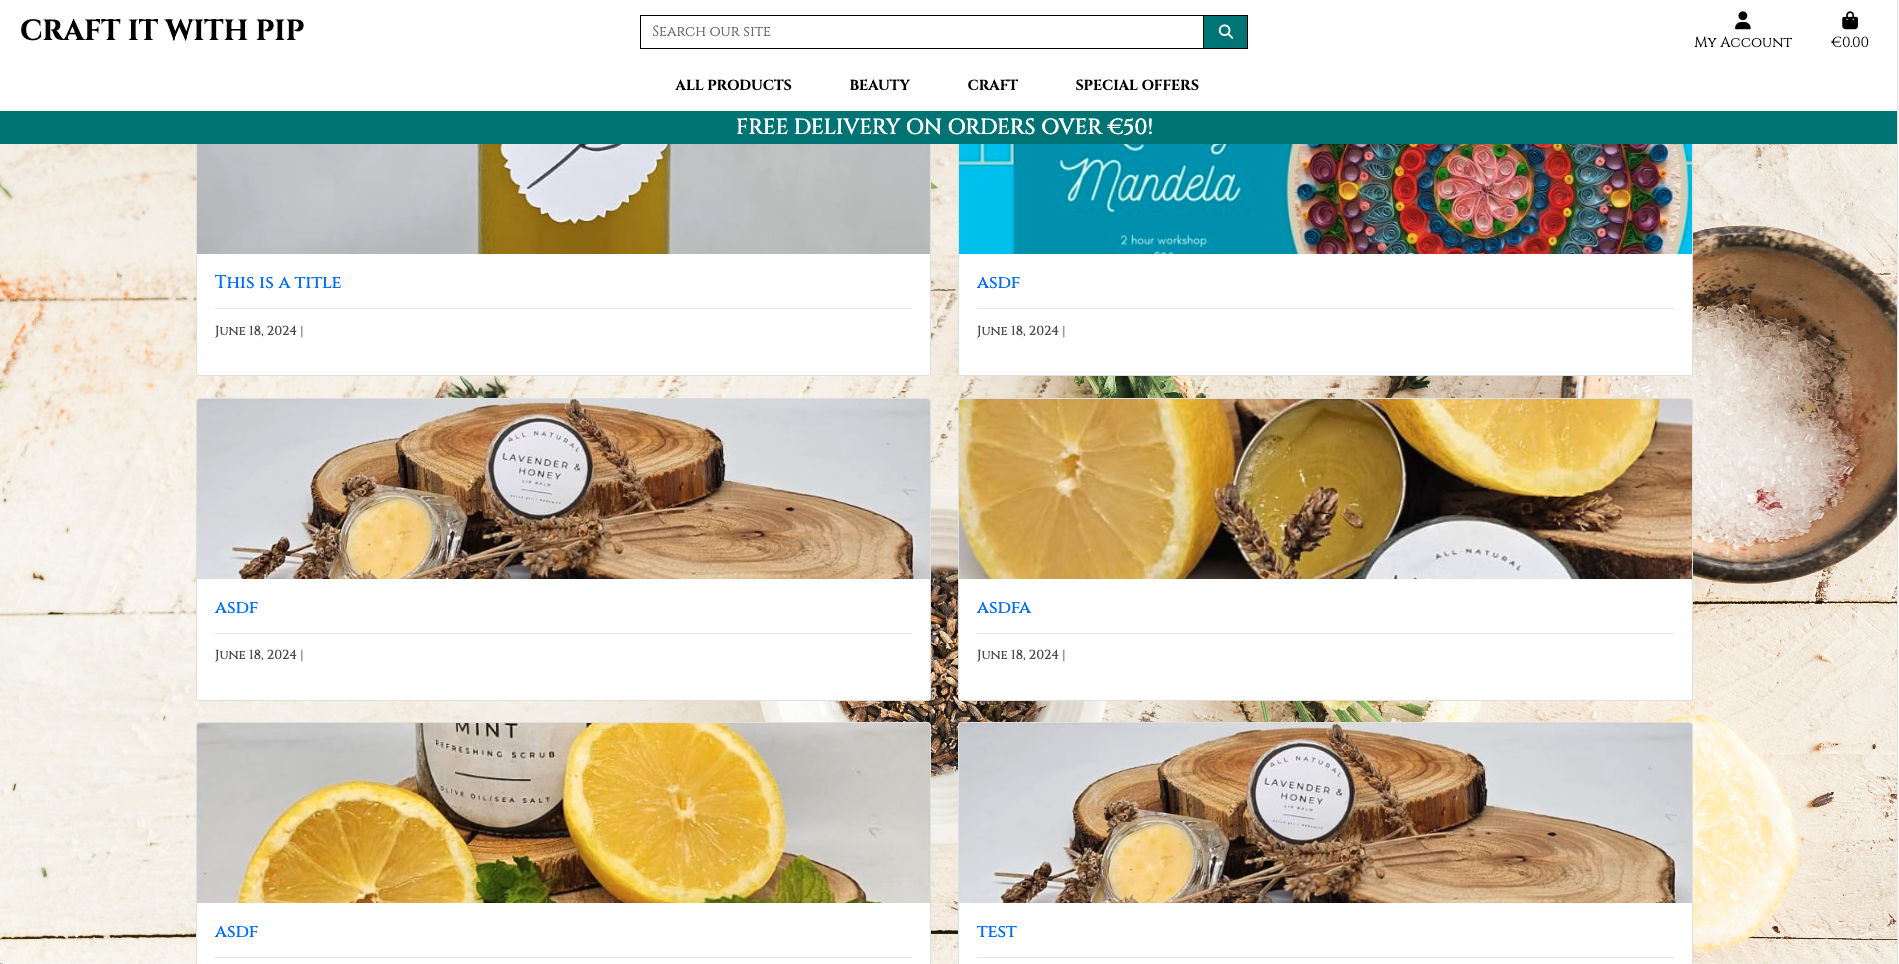 CRAFT IT WITH PIP
Search our site
My Account
€0.00
ALL PRODUCTS
BEAUTY
CRAFT
SPECIAL OFFERS
FREE DELIVERY ON ORDERS OVER €50!
Mandela
2 hour workshop
This is a title
June 18, 2024 |
asdf
June 18, 2024 |
ALL NATURAL
LAVENDER &
HONEY
LIP BALM
ALL NATURAL
asdf
June 18, 2024 |
asdfa
June 18, 2024 |
MINT
REFRESHING SCRUB
OLIVE OIL/SEA SALT
ALL NATURAL
LAVENDER &
HONEY
LIP BALM
asdf
test